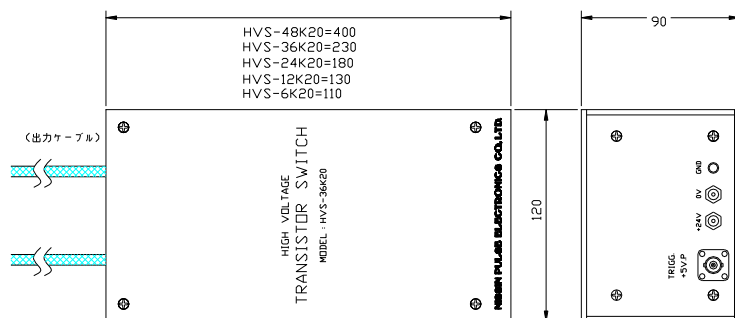 HVS-48K20=400
HVS-36K20=230
HVS-24K20=180
HVS-12K20=130
HVS-6K20=110
90
(出力ケーブル)
HIGH VOLTAGE
TRANSISTOR SWITCH
MODEL : HVS-36K20
NISSIN PULSE ELECTRONICS CO., LTD.
120
GND
0V
+24V
TRIGG.
+5V.P